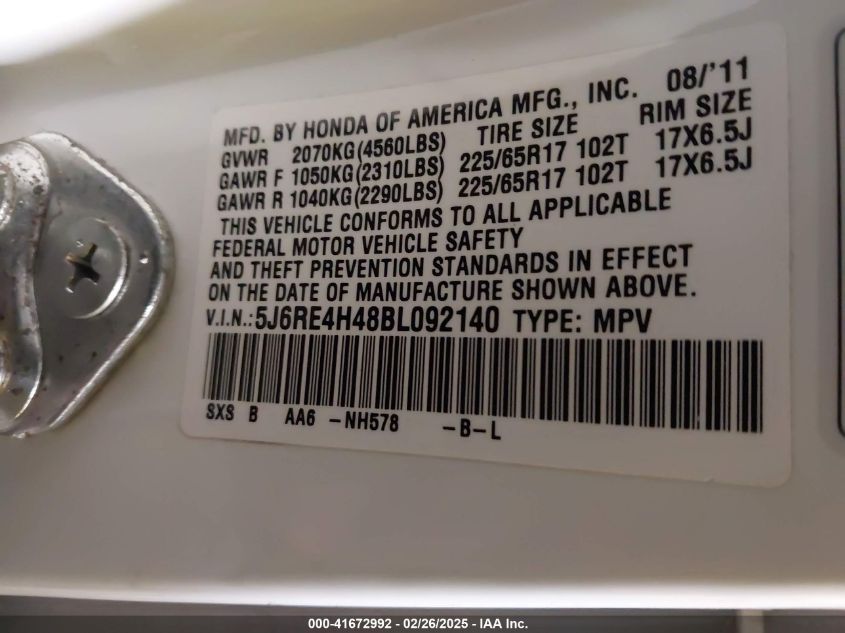 MFD. BY HONDA OF AMERICA MFG., INC. 08/'11
GVWR 2070KG(4560LBS) TIRE SIZE RIM SIZE
GAWR F 1050KG(2310LBS) 225/65R17 102T 17X6.5J
GAWR R 1040KG(2290LBS) 225/65R17 102T 17X6.5J
THIS VEHICLE CONFORMS TO ALL APPLICABLE
FEDERAL MOTOR VEHICLE SAFETY
AND THEFT PREVENTION STANDARDS IN EFFECT
ON THE DATE OF MANUFACTURE SHOWN ABOVE.
V.I.N.: 5J6RE4H48BL092140 TYPE: MPV
SXS B AA6 -NH578 -B-L
000-41672992 / 02/26/2025 - IAA Inc.